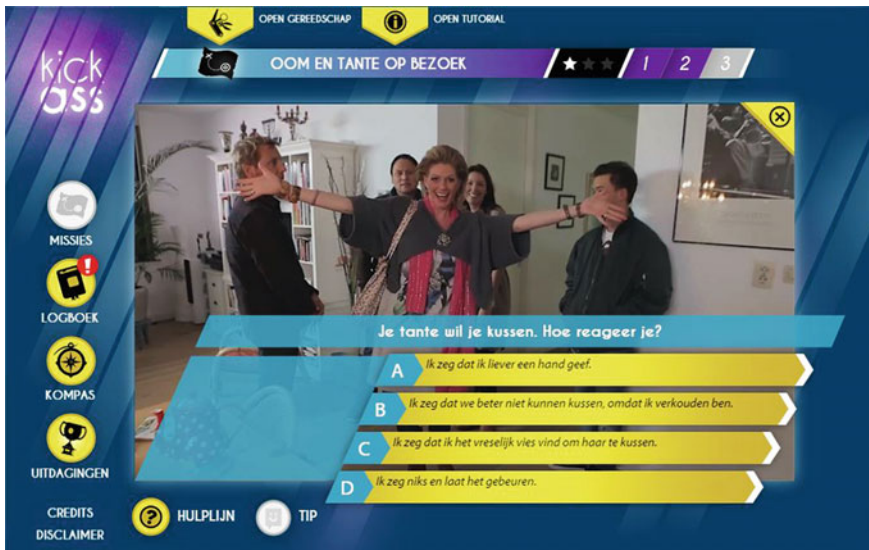 OPEN GEREEDSCHAP
OPEN TUTORIAL
kick
ass
OOM EN TANTE OP BEZOEK
1 2 3
MISSIES
LOGBOEK
KOMPAS
UITDAGINGEN
Je tante wil je kussen. Hoe reageer je?
A Ik zeg dat ik liever een hand geef.
B Ik zeg dat we beter niet kunnen kussen, omdat ik verkouden ben.
C Ik zeg dat ik het vreselijk vies vind om haar te kussen.
D Ik zeg niks en laat het gebeuren.
CREDITS
DISCLAIMER
HULPLIJN
TIP